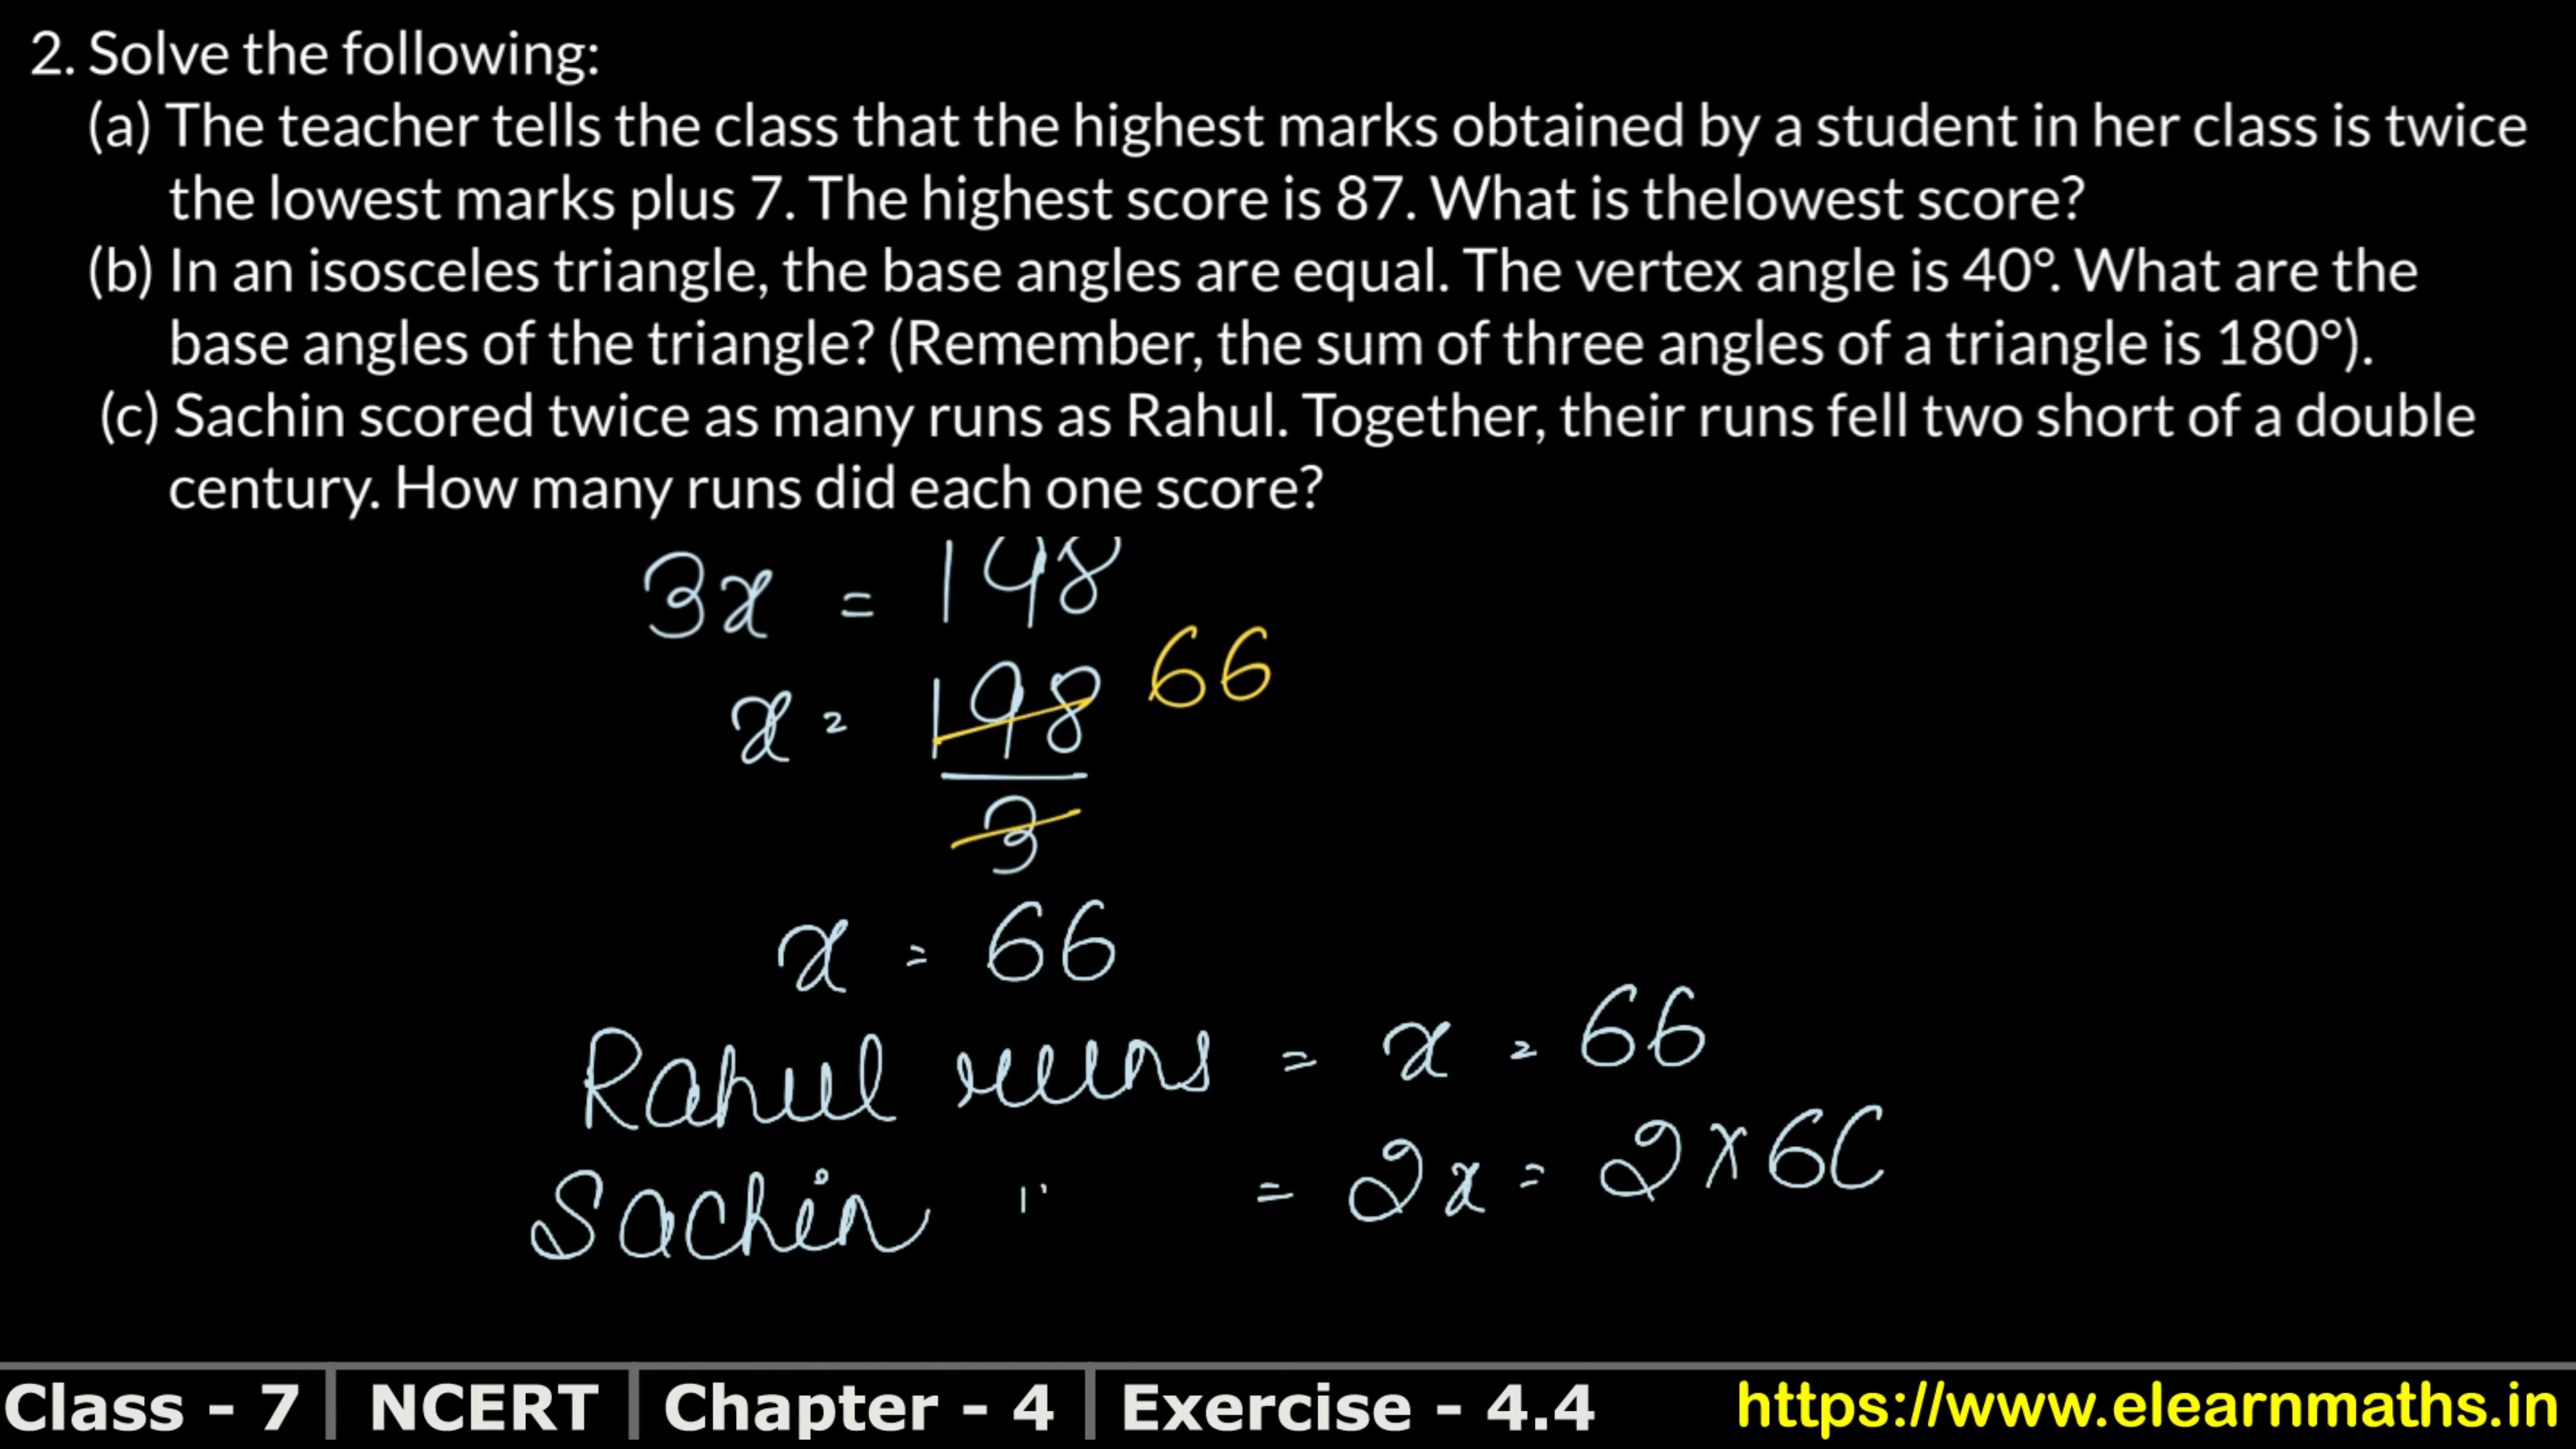 2. Solve the following:
(a) The teacher tells the class that the highest marks obtained by a student in her class is twice
the lowest marks plus 7. The highest score is 87. What is thelowest score?
(b) In an isosceles triangle, the base angles are equal. The vertex angle is 40°. What are the
base angles of the triangle? (Remember, the sum of three angles of a triangle is 180°).
(c) Sachin scored twice as many runs as Rahul. Together, their runs fell two short of a double
century. How many runs did each one score?
3x = 198
x = 198 66
3
x = 66
Rahul runs = x = 66
Sachin " = 2x = 2 x 6C
Class - 7 | NCERT | Chapter - 4 | Exercise - 4.4 https://www.elearnmaths.in